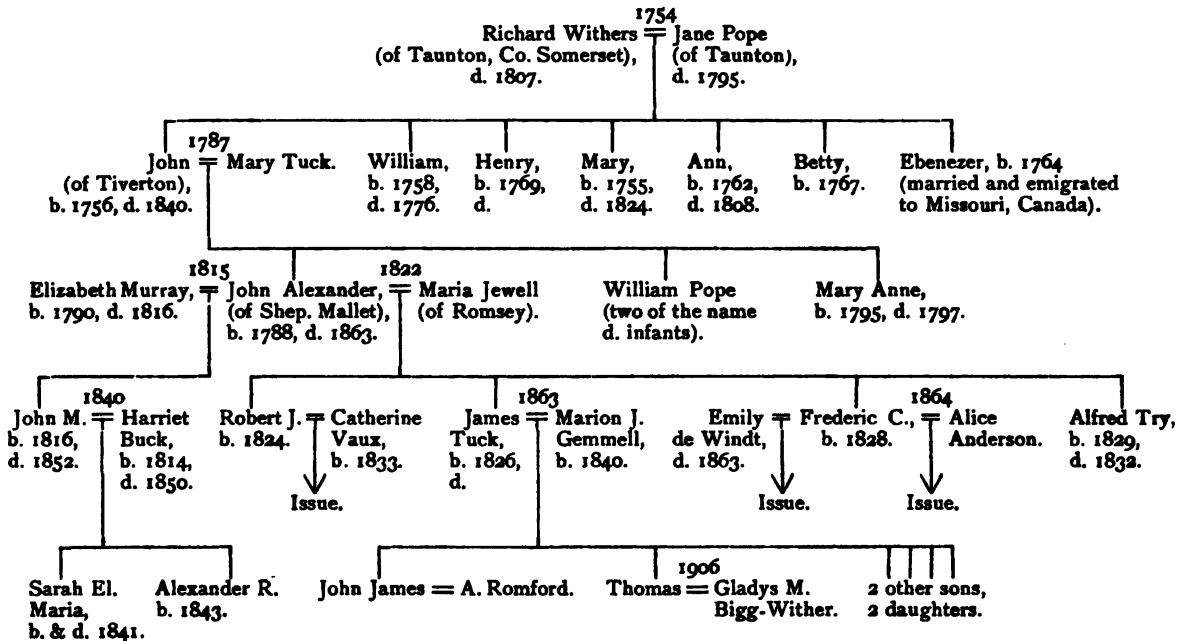 1754
Richard Withers = Jane Pope
(of Taunton, Co. Somerset), (of Taunton),
d. 1807. d. 1795.
1787
John = Mary Tuck. William, Henry, Mary, Ann, Betty, Ebenezer, b. 1764
(of Tiverton), b. 1758, b. 1769, b. 1755, b. 1762, b. 1767. (married and emigrated
b. 1756, d. 1840. d. 1776. d. d. 1824. d. 1808. to Missouri, Canada).
1815 1822
Elizabeth Murray, = John Alexander, = Maria Jewell William Pope Mary Anne,
b. 1790, d. 1816. (of Shep. Mallet), (of Romsey). (two of the name b. 1795, d. 1797.
b. 1788, d. 1863. d. infants).
1840 1863 1864
John M. = Harriet Robert J. = Catherine James = Marion J. Emily = Frederic C., = Alice Alfred Try,
b. 1816, Buck, b. 1824. Vaux, Tuck, Gemmell, de Windt, b. 1828. Anderson. b. 1829,
d. 1852. b. 1814, b. 1833. b. 1826, b. 1840. d. 1863. d. 1832.
d. 1850. d.
Issue. Issue. Issue.
1906
Sarah El. Alexander R. John James = A. Romford. Thomas = Gladys M. 2 other sons,
Maria, b. 1843. Bigg-Wither. 2 daughters.
b. & d. 1841.